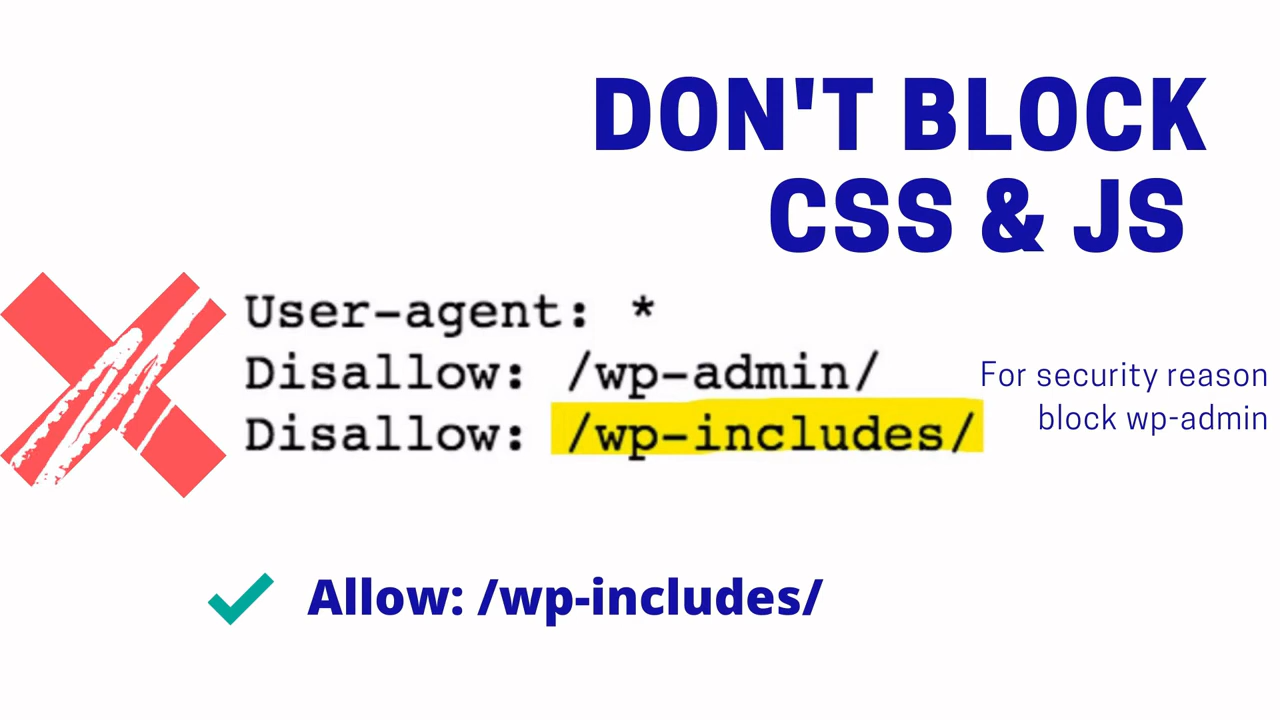 DON'T BLOCK
CSS & JS
User-agent: *
Disallow: /wp-admin/
Disallow: /wp-includes/
For security reason
block wp-admin
Allow: /wp-includes/